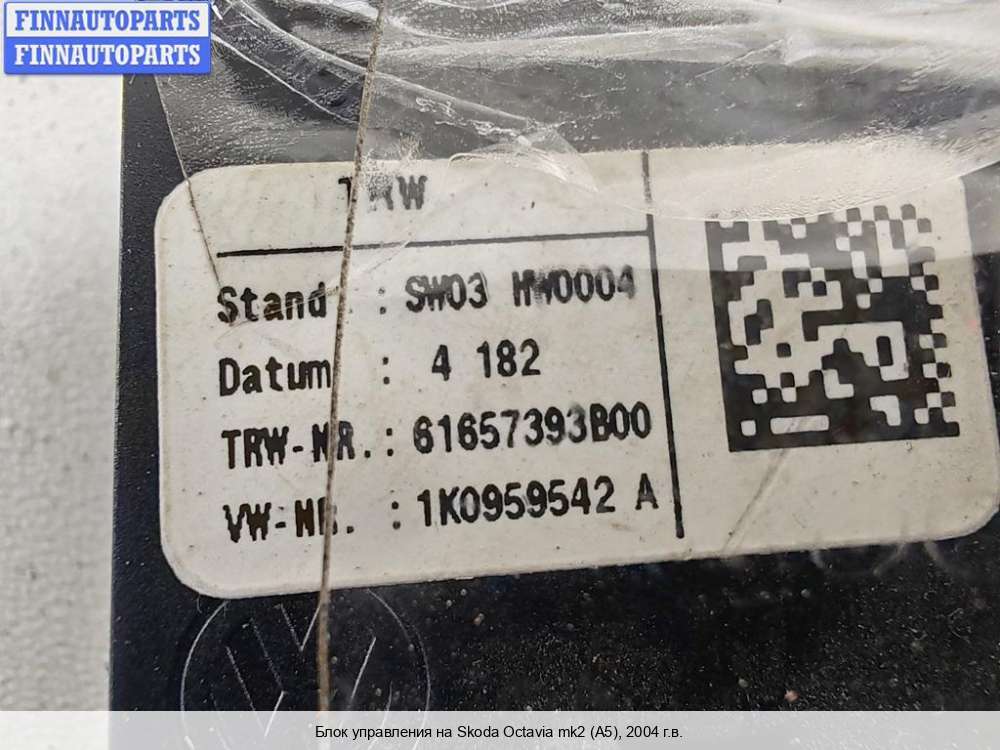 FINNAUTOPARTS
FINNAUTOPARTS
TRW
Stand : SW03 HW0004
Datum : 4 182
TRW-NR.: 61657393B00
VW-NR. : 1K0959542 A
Блок управления на Skoda Octavia mk2 (A5), 2004 г.в.